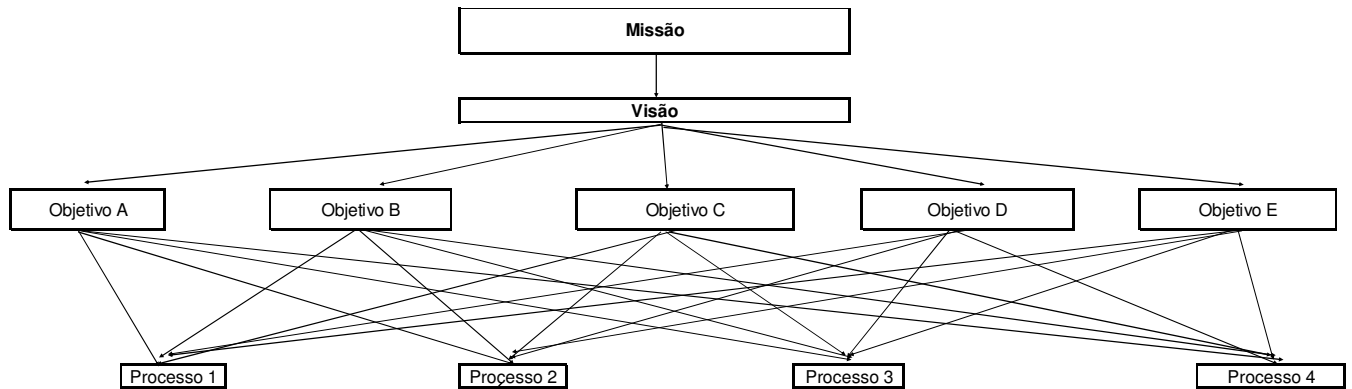 Missão
Visão
Objetivo A
Objetivo B
Objetivo C
Objetivo D
Objetivo E
Processo 1
Processo 2
Processo 3
Processo 4